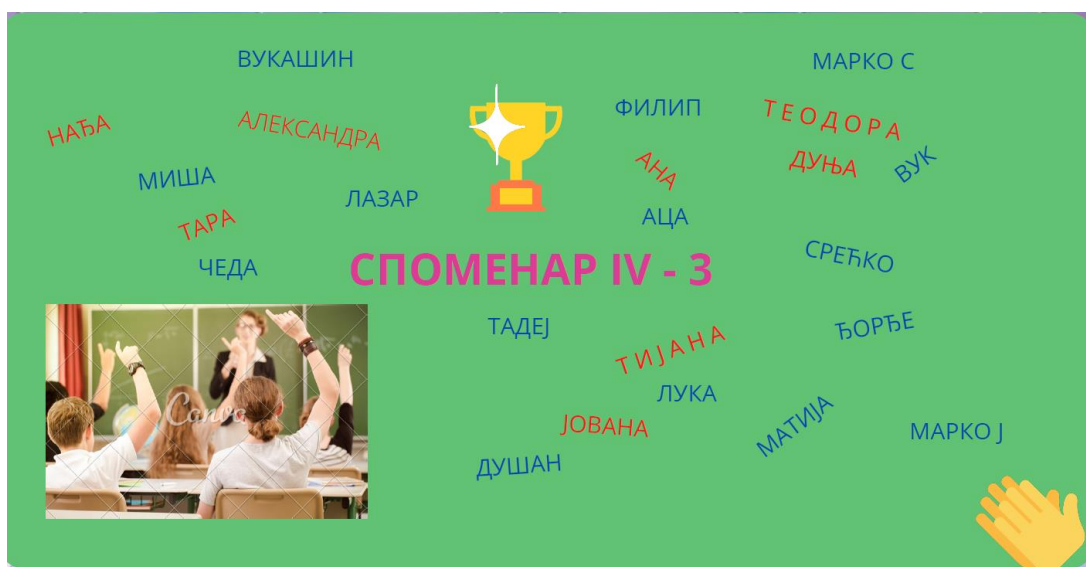 ВУКАШИН
МАРКО С
ФИЛИП
ТЕОДОРА
НАЂА
АЛЕКСАНДРА
АНА
ДУЊА
ВУК
МИША
ЛАЗАР
АЦА
ТАРА
ЧЕДА
СРЕЋКО
СПОМЕНАР IV - 3
ТАДЕЈ
ЂОРЂЕ
ТИЈАНА
ЛУКА
ЈОВАНА
МАТИЈА
МАРКО Ј
ДУШАН
Canva